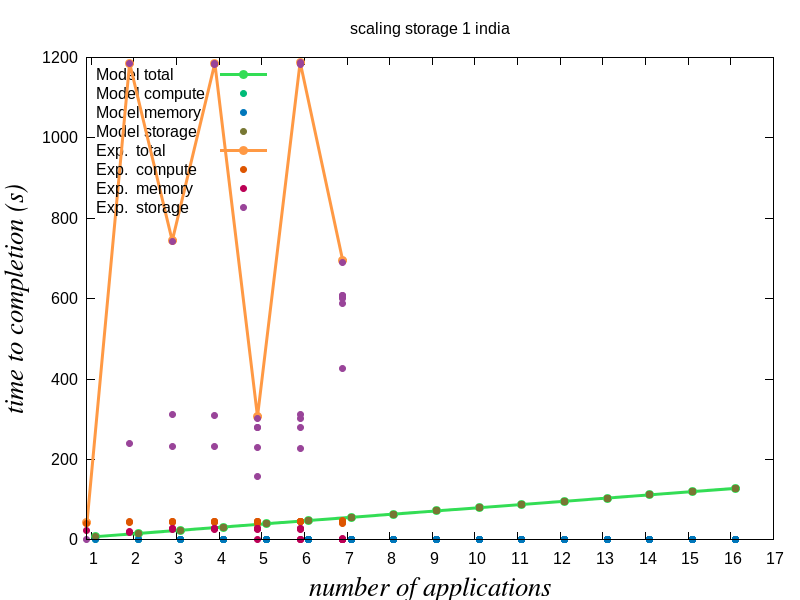 scaling storage 1 india
1200
1000
800
600
400
200
0
time to completion (s)
Model total
Model compute
Model memory
Model storage
Exp. total
Exp. compute
Exp. memory
Exp. storage
1 2 3 4 5 6 7 8 9 10 11 12 13 14 15 16 17
number of applications